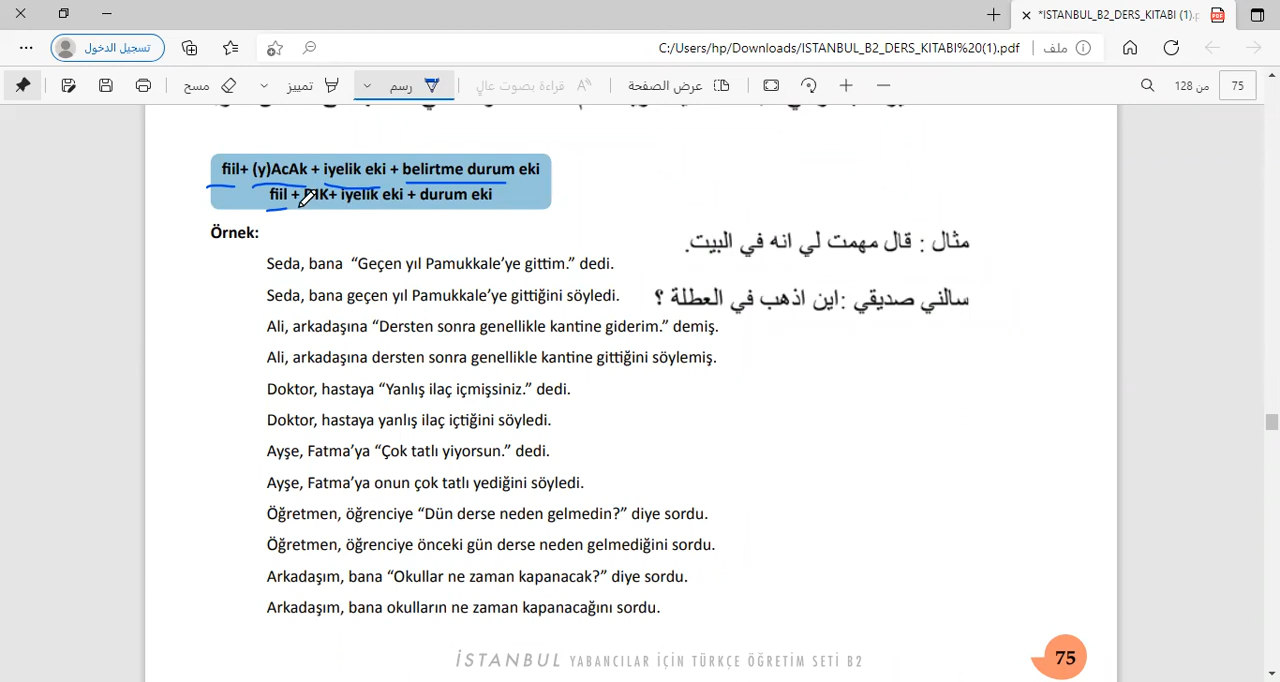 *ISTANBUL_B2_DERS_KITABI (1).p
تسجيل الدخول
C:/Users/hp/Downloads/ISTANBUL_B2_DERS_KITABI%20(1).pdf
ملف
مسح
تمييز
رسم
قراءة بصوت عالٍ
عرض الصفحة
128 من
75
fiil+ (y)AcAk + iyelik eki + belirtme durum eki
fiil + DIK+ iyelik eki + durum eki
Örnek:
مثال : قال مهمت لي انه في البيت.
Seda, bana “Geçen yıl Pamukkale’ye gittim.” dedi.
Seda, bana geçen yıl Pamukkale’ye gittiğini söyledi.
سالني صديقي :اين اذهب في العطلة ؟
Ali, arkadaşına “Dersten sonra genellikle kantine giderim.” demiş.
Ali, arkadaşına dersten sonra genellikle kantine gittiğini söylemiş.
Doktor, hastaya “Yanlış ilaç içmişsiniz.” dedi.
Doktor, hastaya yanlış ilaç içtiğini söyledi.
Ayşe, Fatma’ya “Çok tatlı yiyorsun.” dedi.
Ayşe, Fatma’ya onun çok tatlı yediğini söyledi.
Öğretmen, öğrenciye “Dün derse neden gelmedin?” diye sordu.
Öğretmen, öğrenciye önceki gün derse neden gelmediğini sordu.
Arkadaşım, bana “Okullar ne zaman kapanacak?” diye sordu.
Arkadaşım, bana okulların ne zaman kapanacağını sordu.
İSTANBUL YABANCILAR İÇİN TÜRKÇE ÖĞRETİM SETİ B2
75